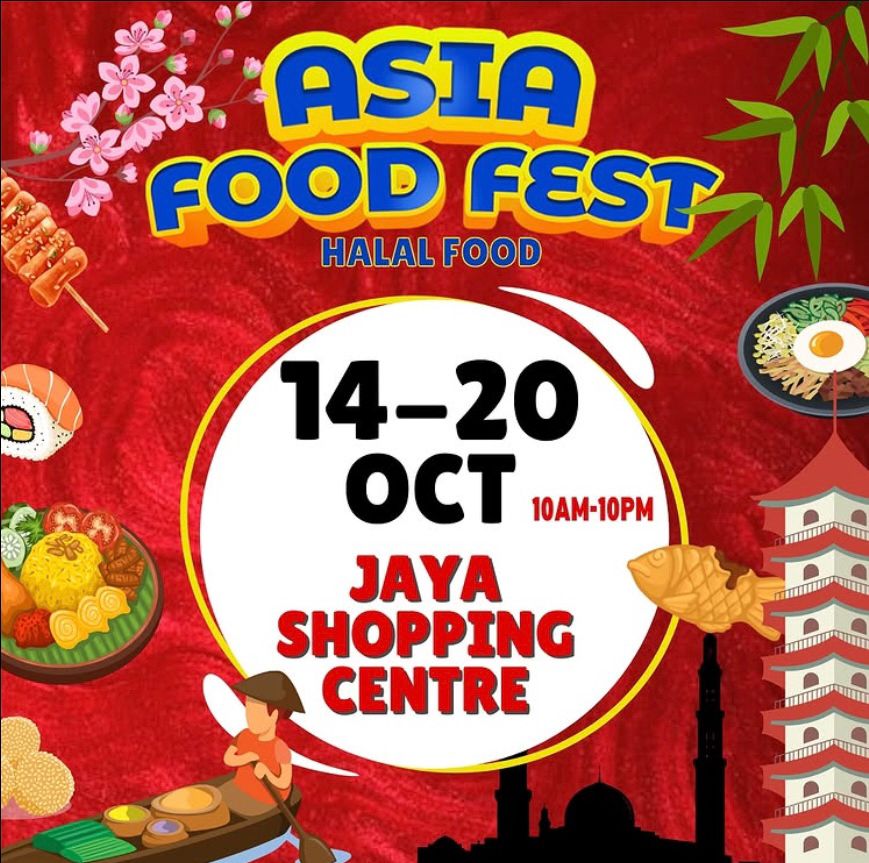 ASIA
FOOD FEST
HALAL FOOD
14–20
OCT
10AM-10PM
JAYA
SHOPPING
CENTRE